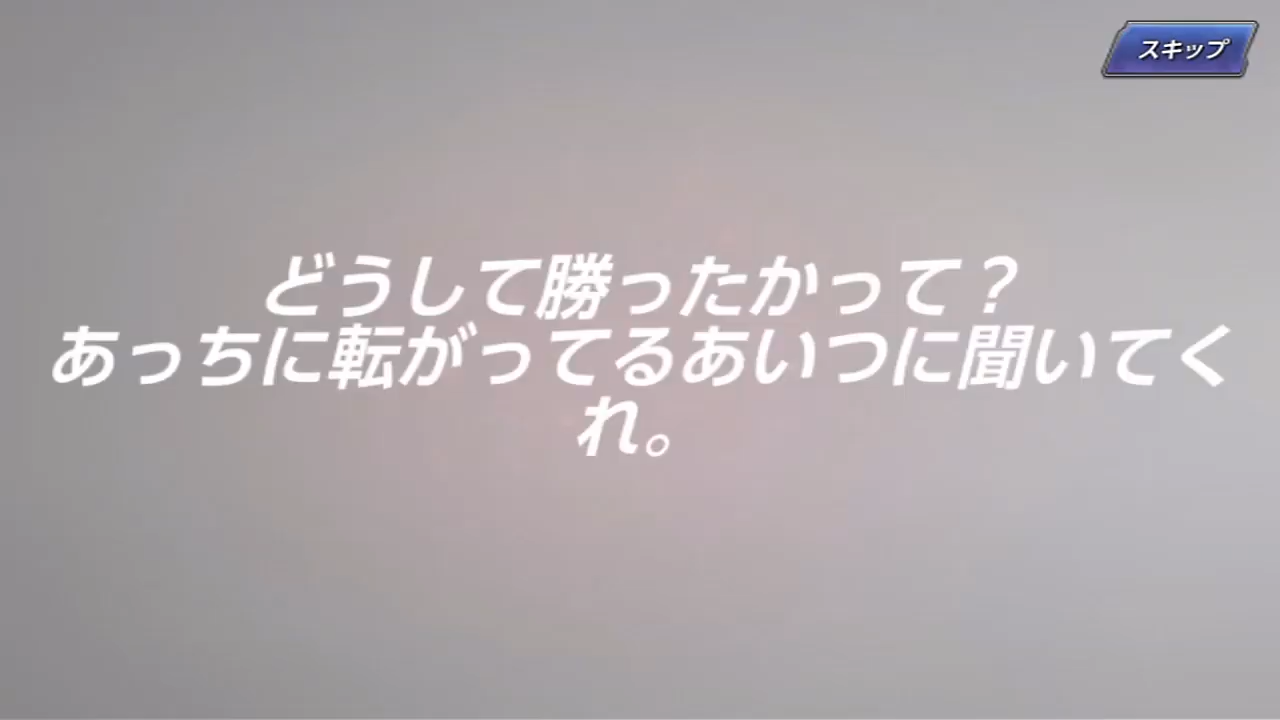 スキップ
どうして勝ったかって？
あっちに転がってるあいつに聞いてく
れ。